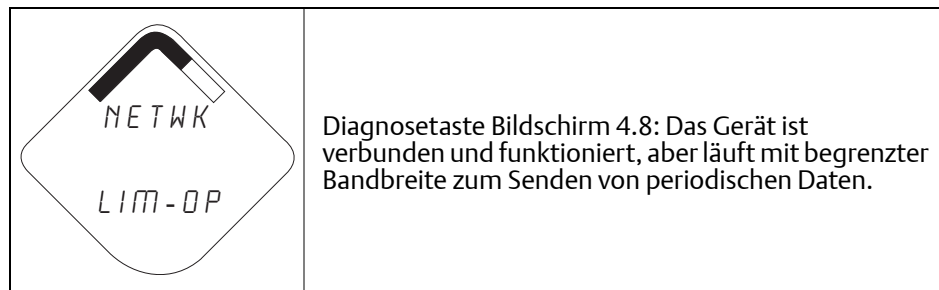 NETWK
LIM-OP
Diagnosetaste Bildschirm 4.8: Das Gerät ist
verbunden und funktioniert, aber läuft mit begrenzter
Bandbreite zum Senden von periodischen Daten.